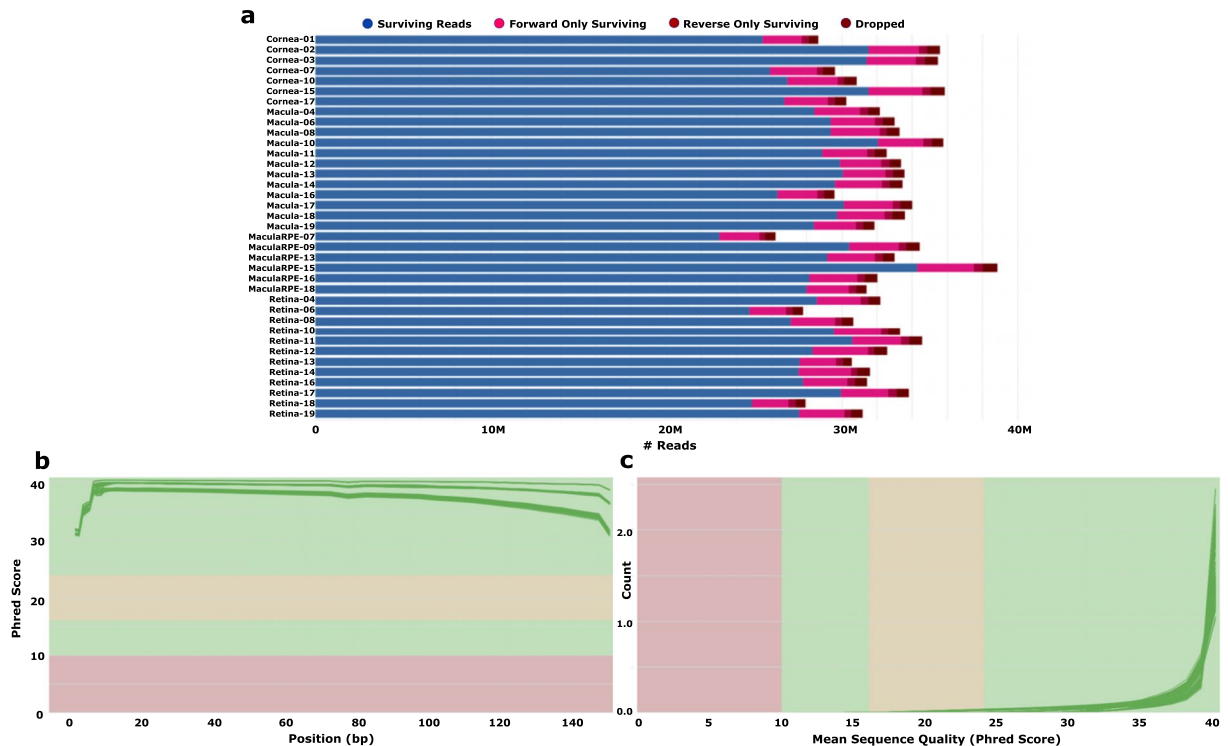 a
Surviving Reads Forward Only Surviving Reverse Only Surviving Dropped
Cornea-01
Cornea-02
Cornea-03
Cornea-07
Cornea-10
Cornea-15
Cornea-17
Macula-04
Macula-06
Macula-08
Macula-10
Macula-11
Macula-12
Macula-13
Macula-14
Macula-16
Macula-17
Macula-18
Macula-19
MaculaRPE-07
MaculaRPE-09
MaculaRPE-13
MaculaRPE-15
MaculaRPE-16
MaculaRPE-18
Retina-04
Retina-06
Retina-08
Retina-10
Retina-11
Retina-12
Retina-13
Retina-14
Retina-16
Retina-17
Retina-18
Retina-19
0 10M 20M 30M 40M
# Reads
b
40
30
20
10
0
Phred Score
0 20 40 60 80 100 120 140
Position (bp)
c
2.0
1.0
0.0
Count
0 5 10 15 20 25 30 35 40
Mean Sequence Quality (Phred Score)